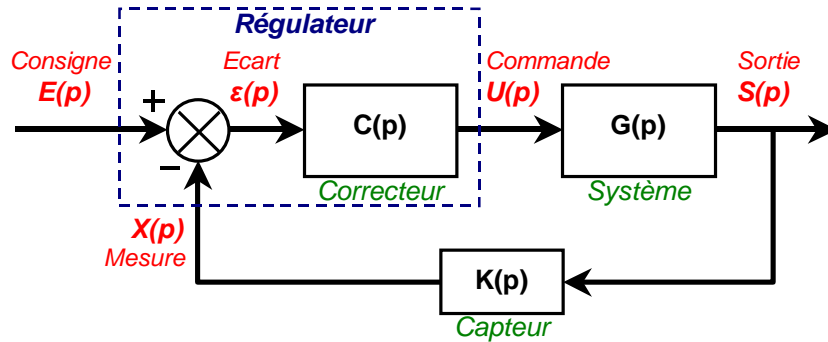 Régulateur
Consigne
E(p)
+
−
Ecart
ε(p)
C(p)
Correcteur
Commande
U(p)
G(p)
Système
Sortie
S(p)
X(p)
Mesure
K(p)
Capteur